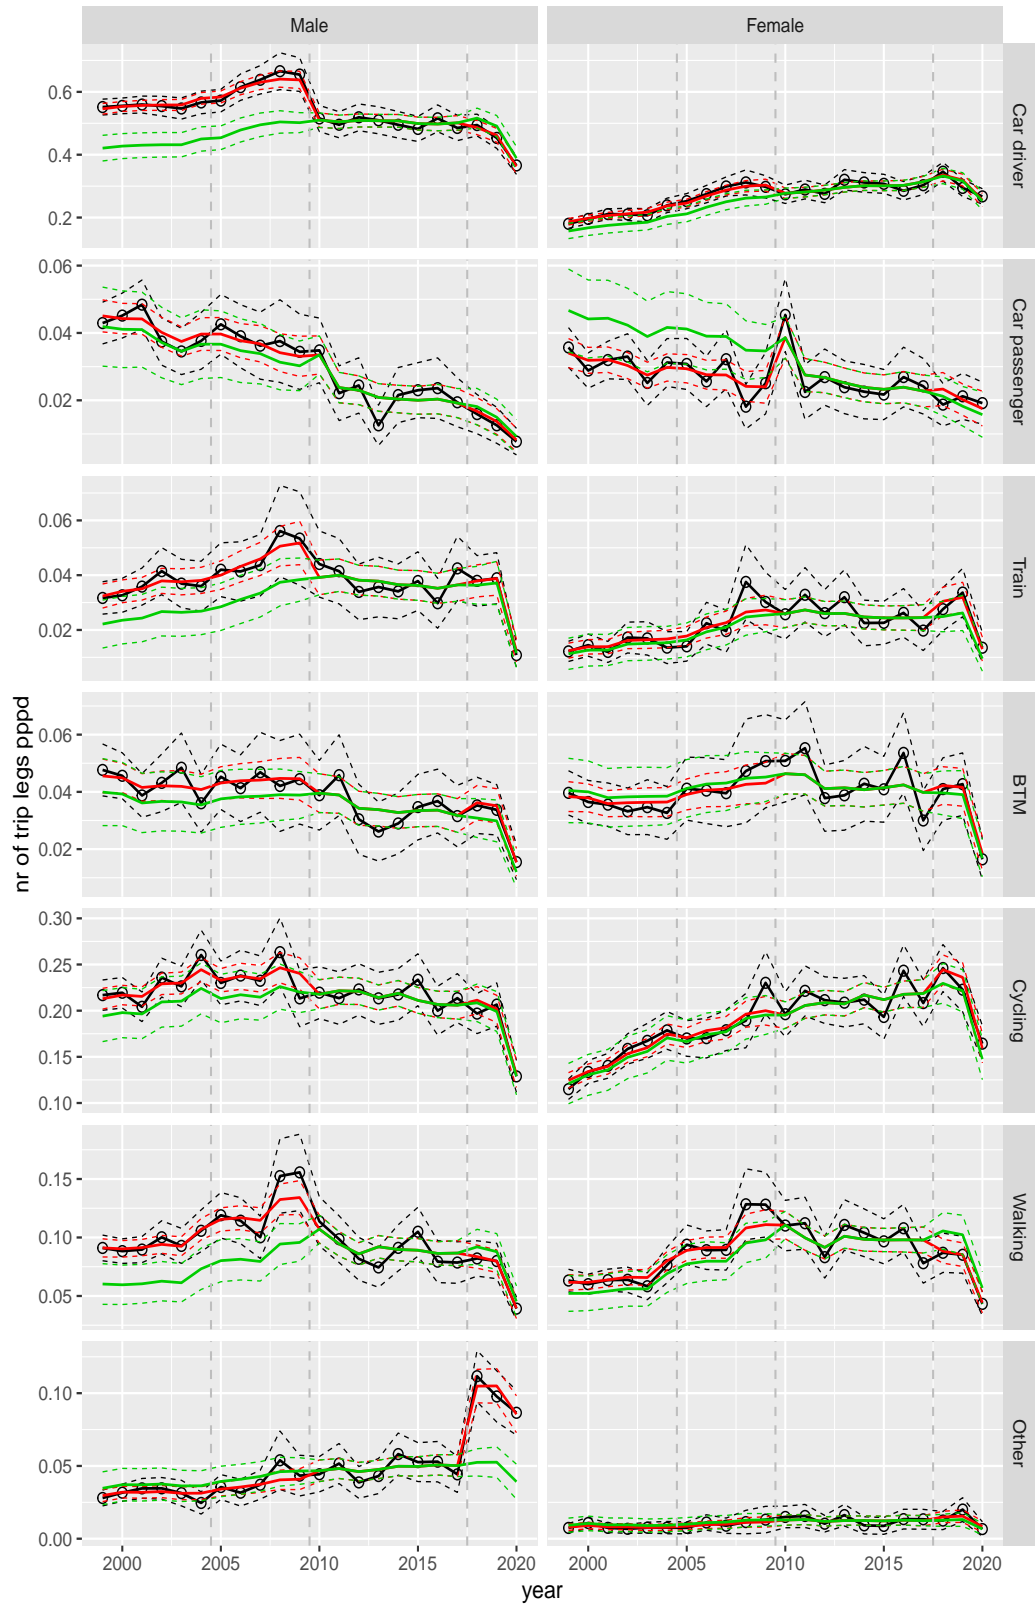 Male Female
0.6
0.4
0.2
Car driver
0.06
0.04
0.02
Car passenger
0.06
0.04
0.02
Train
0.06
0.04
0.02
BTM
0.30
0.25
0.20
0.15
0.10
Cycling
0.15
0.10
0.05
Walking
0.10
0.05
0.00
Other
nr of trip legs pppd
2000 2005 2010 2015 2020 2000 2005 2010 2015 2020
year